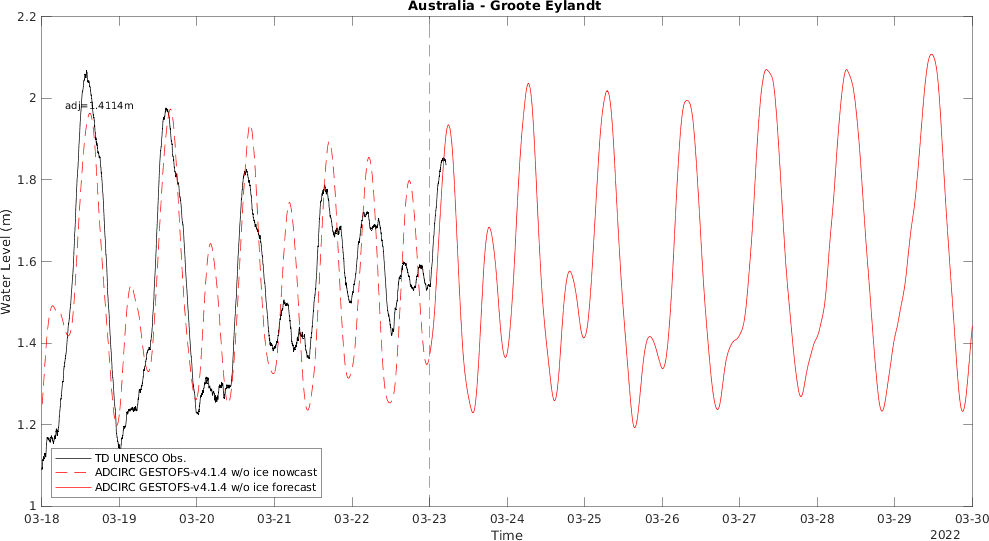 Australia - Groote Eylandt
2.2
2
1.8
1.6
1.4
1.2
1
Water Level (m)
adj=1.4114m
TD UNESCO Obs.
ADCIRC GESTOFS-v4.1.4 w/o ice nowcast
ADCIRC GESTOFS-v4.1.4 w/o ice forecast
03-18 03-19 03-20 03-21 03-22 03-23 03-24 03-25 03-26 03-27 03-28 03-29 03-30
Time
2022